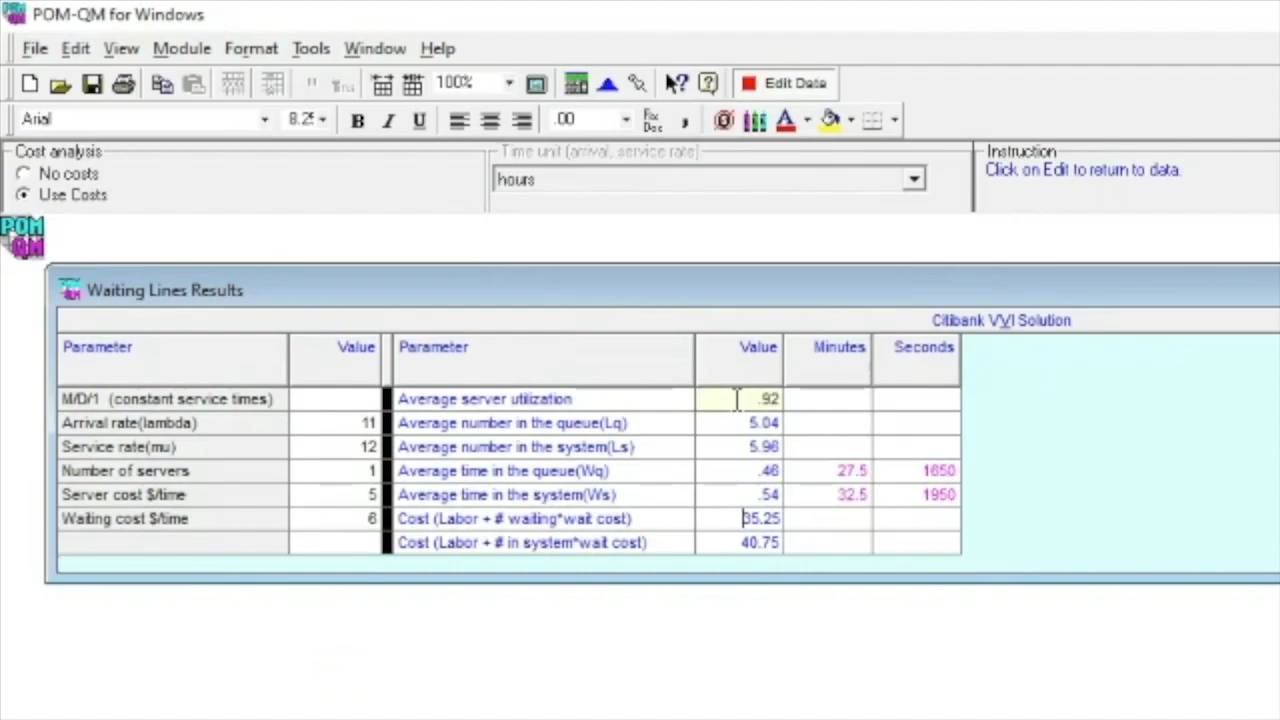 POM-QM for Windows
File Edit View Module Format Tools Window Help
100% Edit Data
Arial 8.25 B I U .00 Fix Dec , A
Cost analysis
No costs
Use Costs
Time unit (arrival, service rate)
hours
Instruction
Click on Edit to return to data.
POM
QM
Waiting Lines Results
Citibank VVI Solution
Parameter Value Parameter Value Minutes Seconds
M/D/1 (constant service times) Average server utilization .92
Arrival rate(lambda) 11 Average number in the queue(Lq) 5.04
Service rate(mu) 12 Average number in the system(Ls) 5.96
Number of servers 1 Average time in the queue(Wq) .46 27.5 1650
Server cost $/time 5 Average time in the system(Ws) .54 32.5 1950
Waiting cost $/time 6 Cost (Labor + # waiting*wait cost) 35.25
Cost (Labor + # in system*wait cost) 40.75